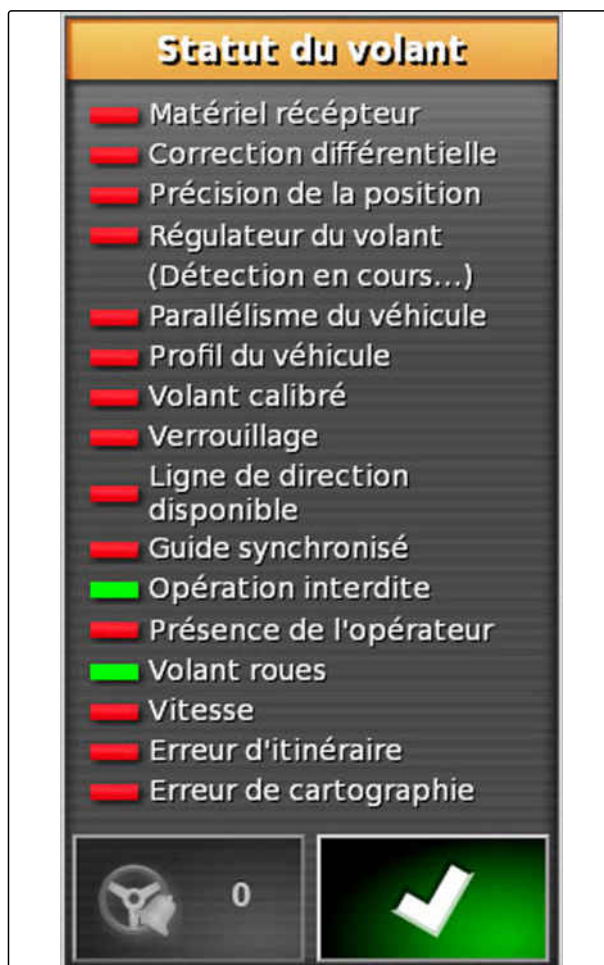 Statut du volant
Matériel récépteur
Correction différentielle
Précision de la position
Régulateur du volant
(Détection en cours...)
Parallélisme du véhicule
Profil du véhicule
Volant calibré
Verrouillage
Ligne de direction
disponible
Guide synchronisé
Opération interdite
Présence de l'opérateur
Volant roues
Vitesse
Erreur d'itinéraire
Erreur de cartographie
0